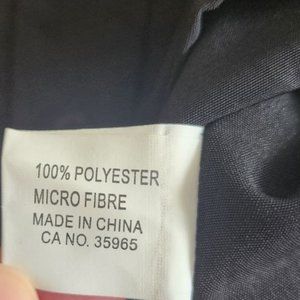 100% POLYESTER
MICRO FIBRE
MADE IN CHINA
CA NO. 35965